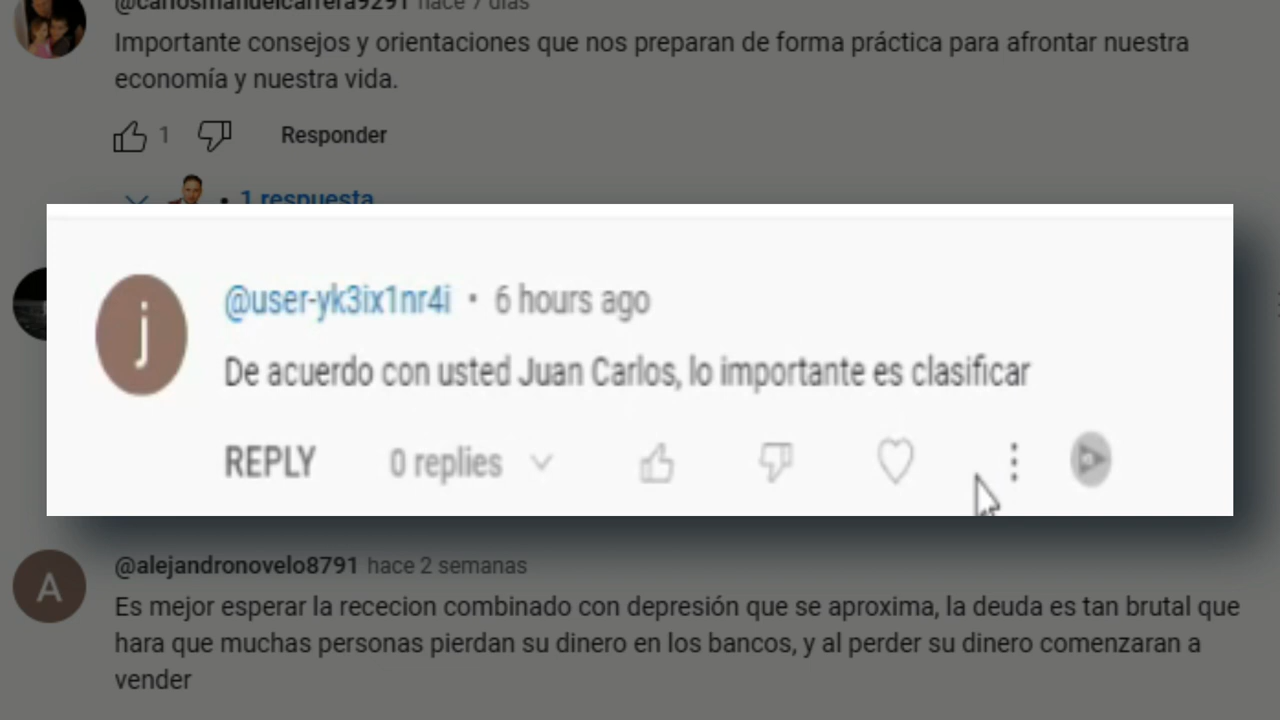 @carlosmanuelcarrera9291 hace 7 días
Importante consejos y orientaciones que nos preparan de forma práctica para afrontar nuestra
economía y nuestra vida.
1 Responder
• 1 respuesta
j
@user-yk3ix1nr4i • 6 hours ago
De acuerdo con usted Juan Carlos, lo importante es clasificar
REPLY 0 replies
A
@alejandronovelo8791 hace 2 semanas
Es mejor esperar la rececion combinado con depresión que se aproxima, la deuda es tan brutal que
hara que muchas personas pierdan su dinero en los bancos, y al perder su dinero comenzaran a
vender